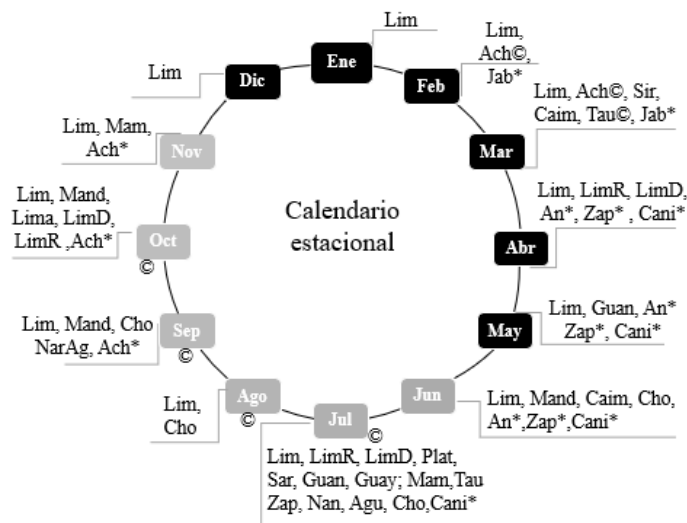 Ene
Lim
Feb
Lim,
Ach©,
Jab*
Mar
Lim, Ach©, Sir,
Caim, Tau©, Jab*
Abr
Lim, LimR, LimD,
An*, Zap* , Cani*
May
Lim, Guan, An*
Zap*, Cani*
Jun
Lim, Mand, Caim, Cho,
An*,Zap*,Cani*
Jul
©
Lim, LimR, LimD, Plat,
Sar, Guan, Guay; Mam,Tau
Zap, Nan, Agu, Cho,Cani*
Ago
©
Lim,
Cho
Sep
©
Lim, Mand, Cho
NarAg, Ach*
Oct
©
Lim, Mand,
Lima, LimD,
LimR ,Ach*
Nov
Lim, Mam,
Ach*
Dic
Lim
Calendario
estacional